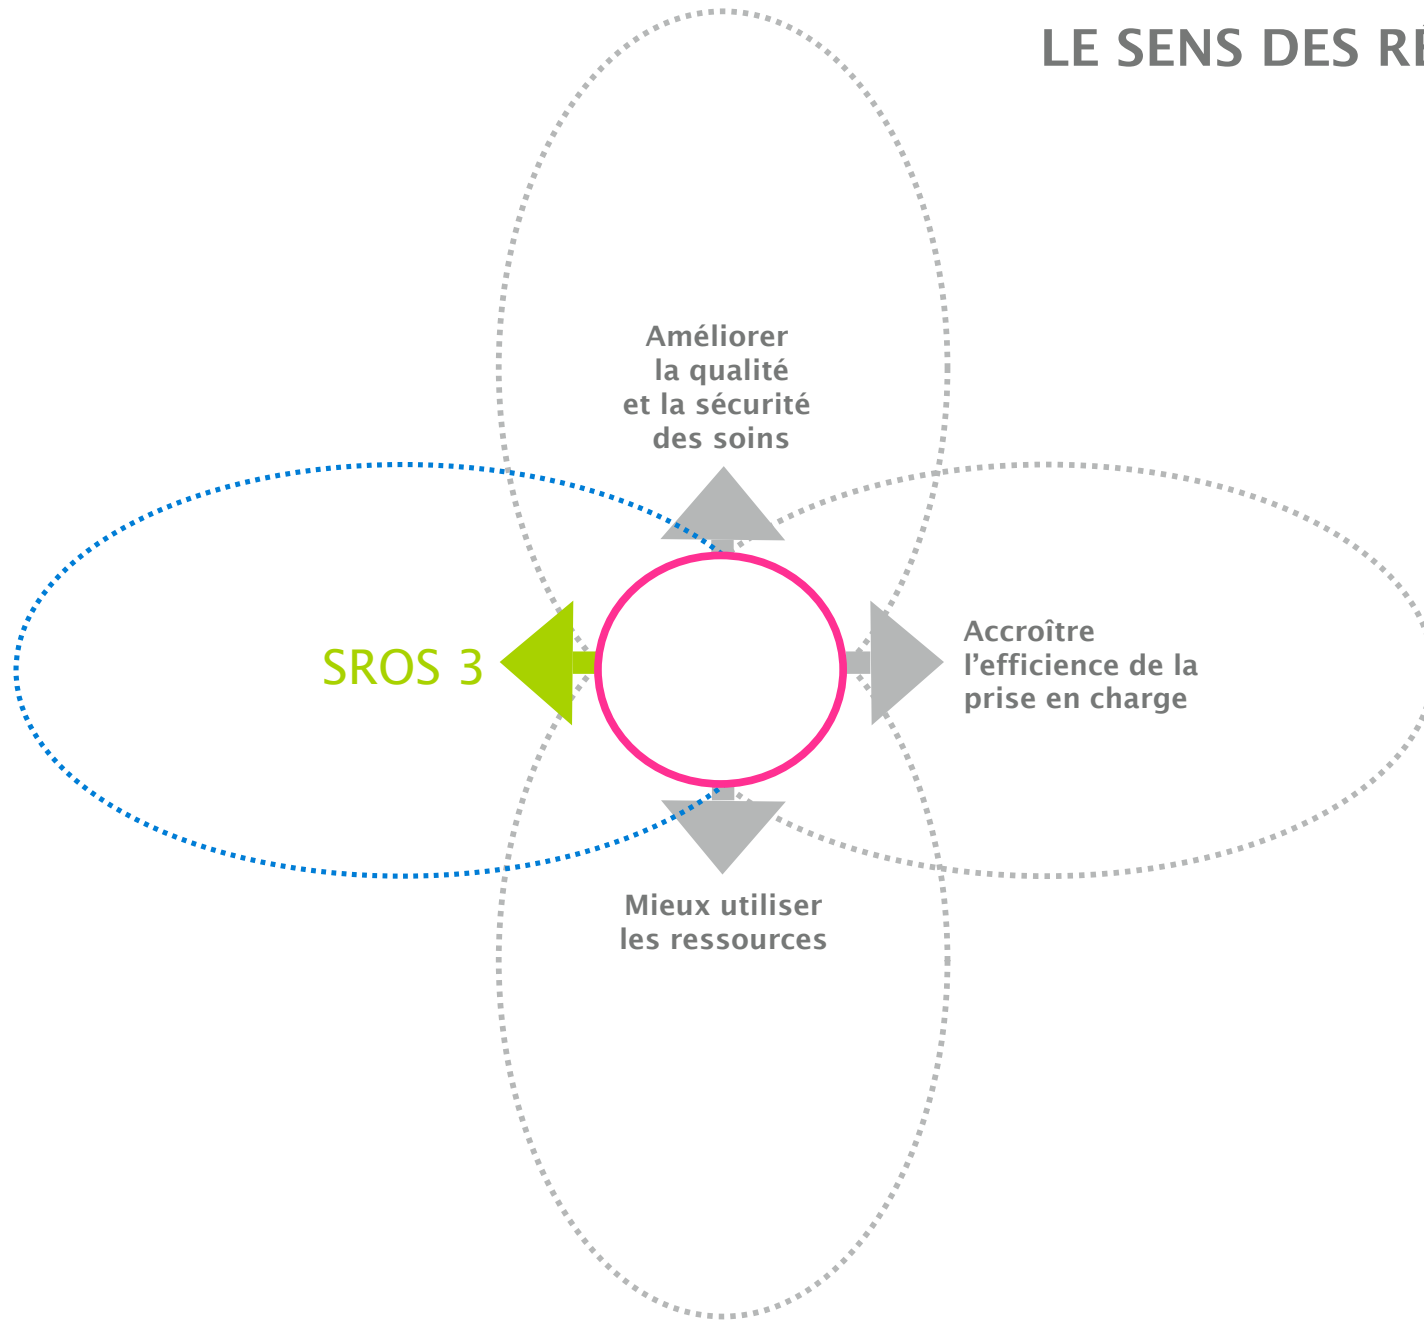 LE SENS DES RÉ
Améliorer
la qualité
et la sécurité
des soins
SROS 3
Accroître
l’efficience de la
prise en charge
Mieux utiliser
les ressources